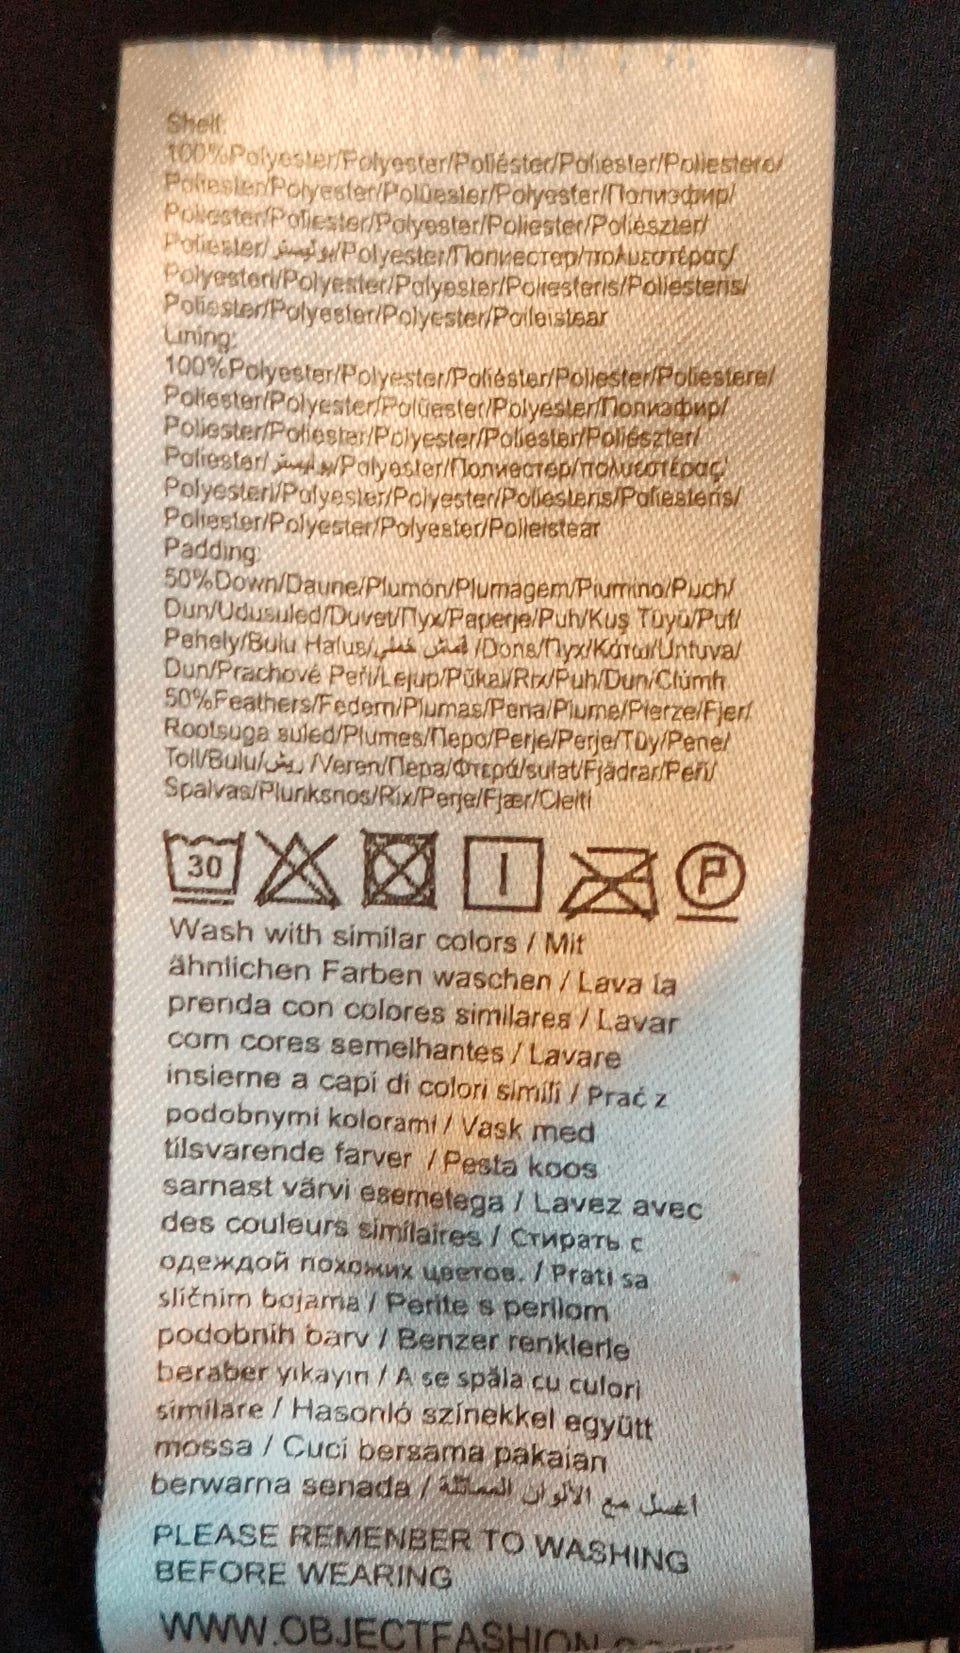 Shell:
100%Polyester/Polyester/Poliéster/Poliester/Poliestere/
Poliester/Polyester/Polüester/Polyester/Полиэфир/
Poliester/Poliester/Polyester/Poliester/Poliészter/
Poliester/بوليستر/Polyester/Полиестер/πολυεστέρας/
Polyesteri/Polyester/Polyester/Poliesteris/Poliesteris/
Poliester/Polyester/Polyester/Poileistear
Lining:
100%Polyester/Polyester/Poliéster/Poliester/Poliestere/
Poliester/Polyester/Polüester/Polyester/Полиэфир/
Poliester/Poliester/Polyester/Poliester/Poliészter/
Poliester/بوليستر/Polyester/Полиестер/πολυεστέρας/
Polyesteri/Polyester/Polyester/Poliesteris/Poliesteris/
Poliester/Polyester/Polyester/Poileistear
Padding:
50%Down/Daune/Plumón/Plumagem/Piumino/Puch/
Dun/Udusuled/Duvet/Пух/Paperje/Puh/Kuş Tüyü/Puf/
Pehely/Bulu Halus/ /Dons/Пух/Κάτω/Untuva/
Dun/Prachové Peří/Lejup/Pūkai/Rix/Puh/Dun/Clúmh
50%Feathers/Federn/Plumas/Pena/Piume/Pierze/Fjer/
Rootsuga suled/Plumes/Перо/Perje/Perje/Tüy/Pene/
Toll/Bulu/ريش /Veren/Пера/Φτερά/sulat/Fjädrar/Peří/
Spalvas/Plunksnos/Rix/Perje/Fjær/Cleití
30 P
Wash with similar colors / Mit
ähnlichen Farben waschen / Lava la
prenda con colores similares / Lavar
com cores semelhantes / Lavare
insieme a capi di colori simili / Prać z
podobnymi kolorami / Vask med
tilsvarende farver / Pesta koos
sarnast värvi esemetega / Lavez avec
des couleurs similaires / Стирать с
одеждой похожих цветов. / Prati sa
sličnim bojama / Perite s perilom
podobnih barv / Benzer renklerle
beraber yıkayın / A se spăla cu culori
similare / Hasonló színekkel együtt
mossa / Cuci bersama pakaian
berwarna senada / اغسل مع الألوان المماثلة
PLEASE REMENBER TO WASHING
BEFORE WEARING
WWW.OBJECTFASHION